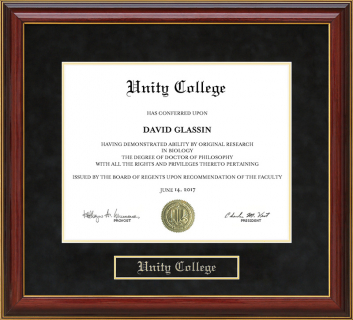 Unity College
HAS CONFERRED UPON
DAVID GLASSIN
HAVING DEMONSTRATED ABILITY BY ORIGINAL RESEARCH
IN BIOLOGY
THE DEGREE OF DOCTOR OF PHILOSOPHY
WITH ALL THE RIGHTS AND PRIVILEGES THERETO PERTAINING
ISSUED BY THE BOARD OF REGENTS UPON RECOMMENDATION OF THE FACULTY
JUNE 14, 2017
PROVOST
PRESIDENT
Unity College